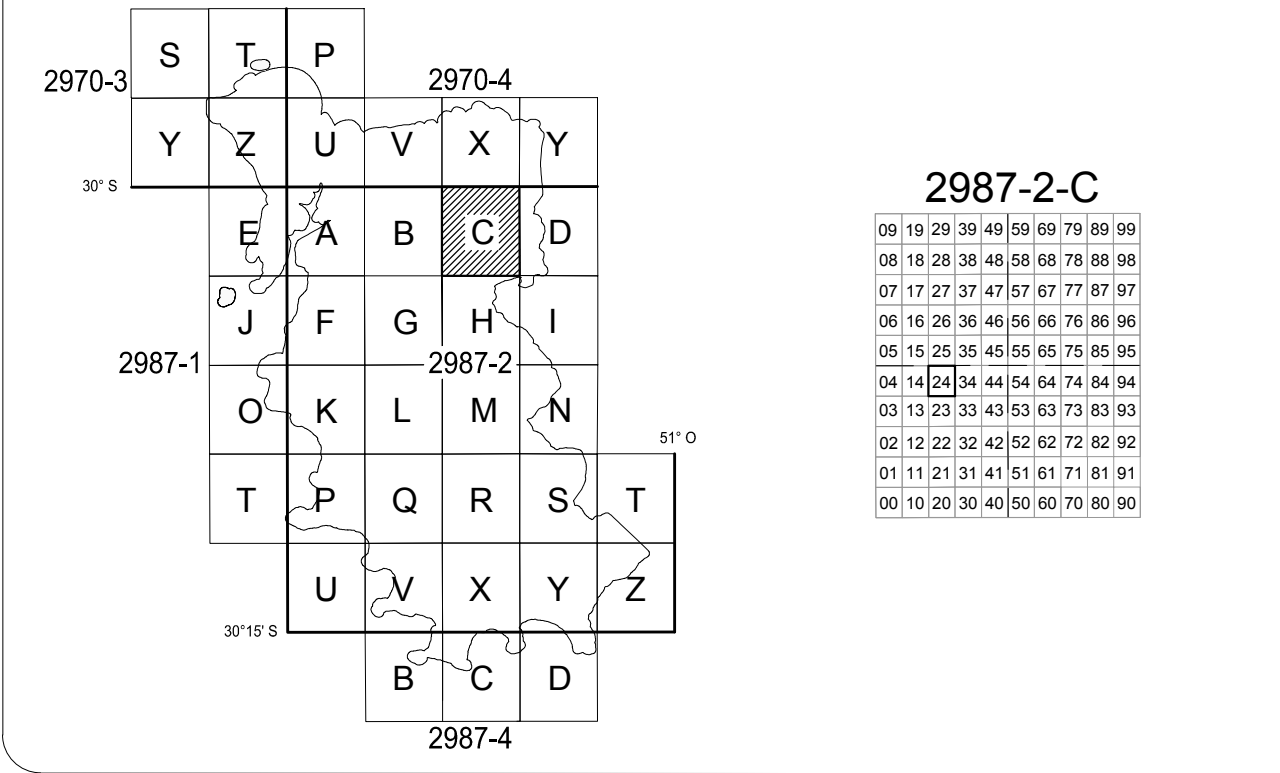 S T P
2970-3 2970-4
Y Z U V X Y
30° S
E A B C D
J F G H I
2987-1 2987-2
O K L M N
51° O
T P Q R S T
U V X Y Z
30°15' S
B C D
2987-4
2987-2-C
09 19 29 39 49 59 69 79 89 99
08 18 28 38 48 58 68 78 88 98
07 17 27 37 47 57 67 77 87 97
06 16 26 36 46 56 66 76 86 96
05 15 25 35 45 55 65 75 85 95
04 14 24 34 44 54 64 74 84 94
03 13 23 33 43 53 63 73 83 93
02 12 22 32 42 52 62 72 82 92
01 11 21 31 41 51 61 71 81 91
00 10 20 30 40 50 60 70 80 90